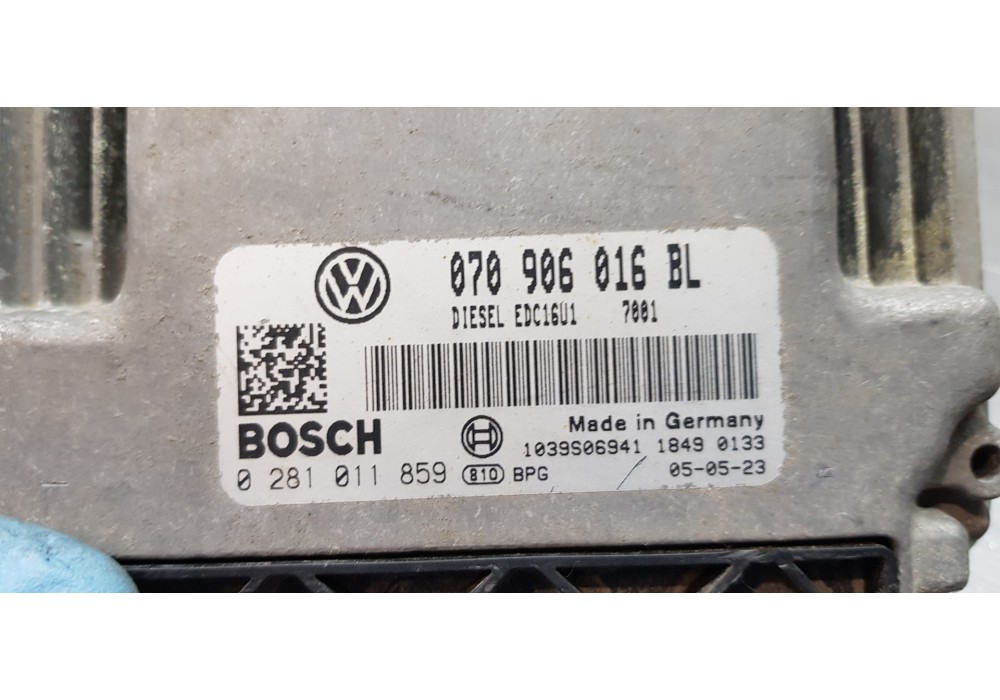 070 906 016 BL
DIESEL EDC16U1 7001
BOSCH
Made in Germany
1039S06941 1849 0133
0 281 011 859 810 BPG 05-05-23